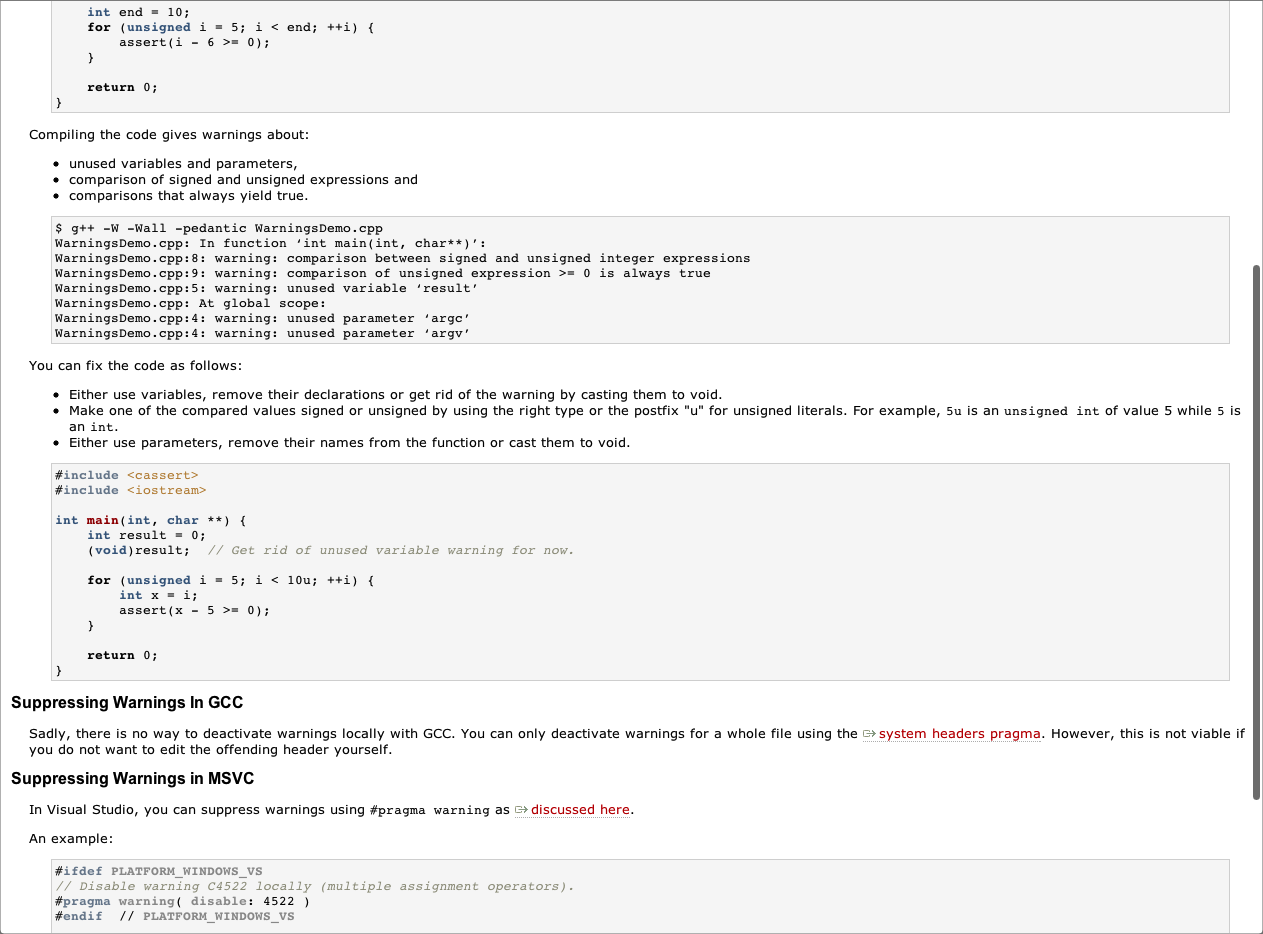 int end = 10;
    for (unsigned i = 5; i < end; ++i) {
        assert(i - 6 >= 0);
    }

    return 0;
}
Compiling the code gives warnings about:
• unused variables and parameters,
• comparison of signed and unsigned expressions and
• comparisons that always yield true.
$ g++ -W -Wall -pedantic WarningsDemo.cpp
WarningsDemo.cpp: In function ‘int main(int, char**)’:
WarningsDemo.cpp:8: warning: comparison between signed and unsigned integer expressions
WarningsDemo.cpp:9: warning: comparison of unsigned expression >= 0 is always true
WarningsDemo.cpp:5: warning: unused variable ‘result’
WarningsDemo.cpp: At global scope:
WarningsDemo.cpp:4: warning: unused parameter ‘argc’
WarningsDemo.cpp:4: warning: unused parameter ‘argv’
You can fix the code as follows:
• Either use variables, remove their declarations or get rid of the warning by casting them to void.
• Make one of the compared values signed or unsigned by using the right type or the postfix "u" for unsigned literals. For example, 5u is an unsigned int of value 5 while 5 is
an int.
• Either use parameters, remove their names from the function or cast them to void.
#include <cassert>
#include <iostream>

int main(int, char **) {
    int result = 0;
    (void)result;  // Get rid of unused variable warning for now.

    for (unsigned i = 5; i < 10u; ++i) {
        int x = i;
        assert(x - 5 >= 0);
    }

    return 0;
}
Suppressing Warnings In GCC
Sadly, there is no way to deactivate warnings locally with GCC. You can only deactivate warnings for a whole file using the system headers pragma. However, this is not viable if
you do not want to edit the offending header yourself.
Suppressing Warnings in MSVC
In Visual Studio, you can suppress warnings using #pragma warning as discussed here.
An example:
#ifdef PLATFORM_WINDOWS_VS
// Disable warning C4522 locally (multiple assignment operators).
#pragma warning( disable: 4522 )
#endif  // PLATFORM_WINDOWS_VS